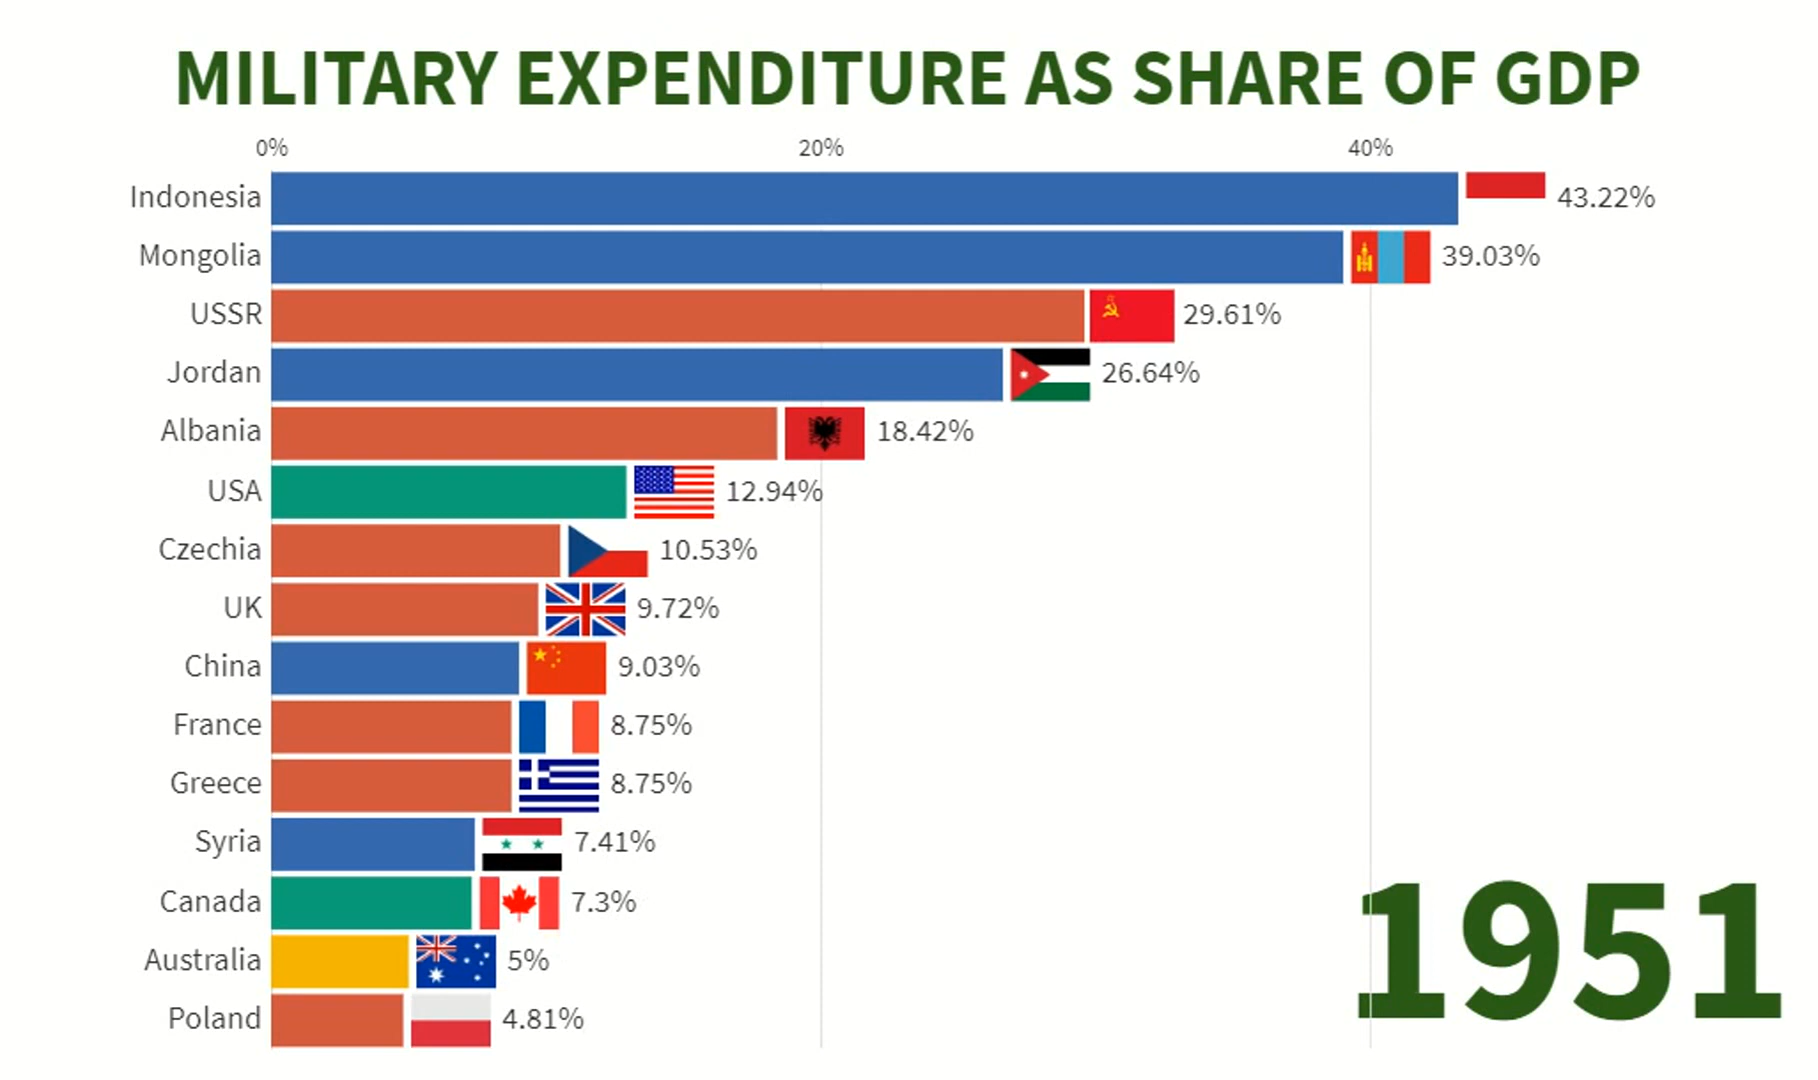 MILITARY EXPENDITURE AS SHARE OF GDP
0% 20% 40%
Indonesia 43.22%
Mongolia 39.03%
USSR 29.61%
Jordan 26.64%
Albania 18.42%
USA 12.94%
Czechia 10.53%
UK 9.72%
China 9.03%
France 8.75%
Greece 8.75%
Syria 7.41%
Canada 7.3%
Australia 5%
Poland 4.81%
1951